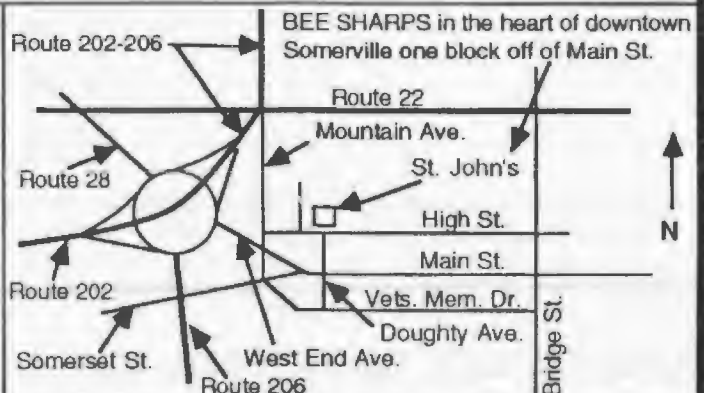 BEE SHARPS in the heart of downtown
Somerville one block off of Main St.
Route 202-206
Route 22
Mountain Ave.
St. John's
Route 28
High St.
N
Main St.
Route 202
Vets. Mem. Dr.
Doughty Ave.
Somerset St.
West End Ave.
Route 206
Bridge St.